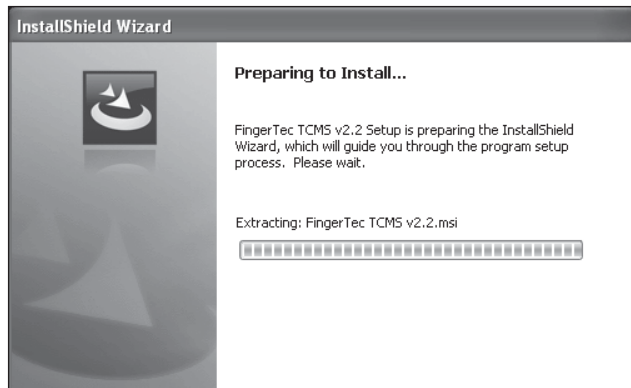 InstallShield Wizard
Preparing to Install...
FingerTec TCMS v2.2 Setup is preparing the InstallShield
Wizard, which will guide you through the program setup
process. Please wait.
Extracting: FingerTec TCMS v2.2.msi